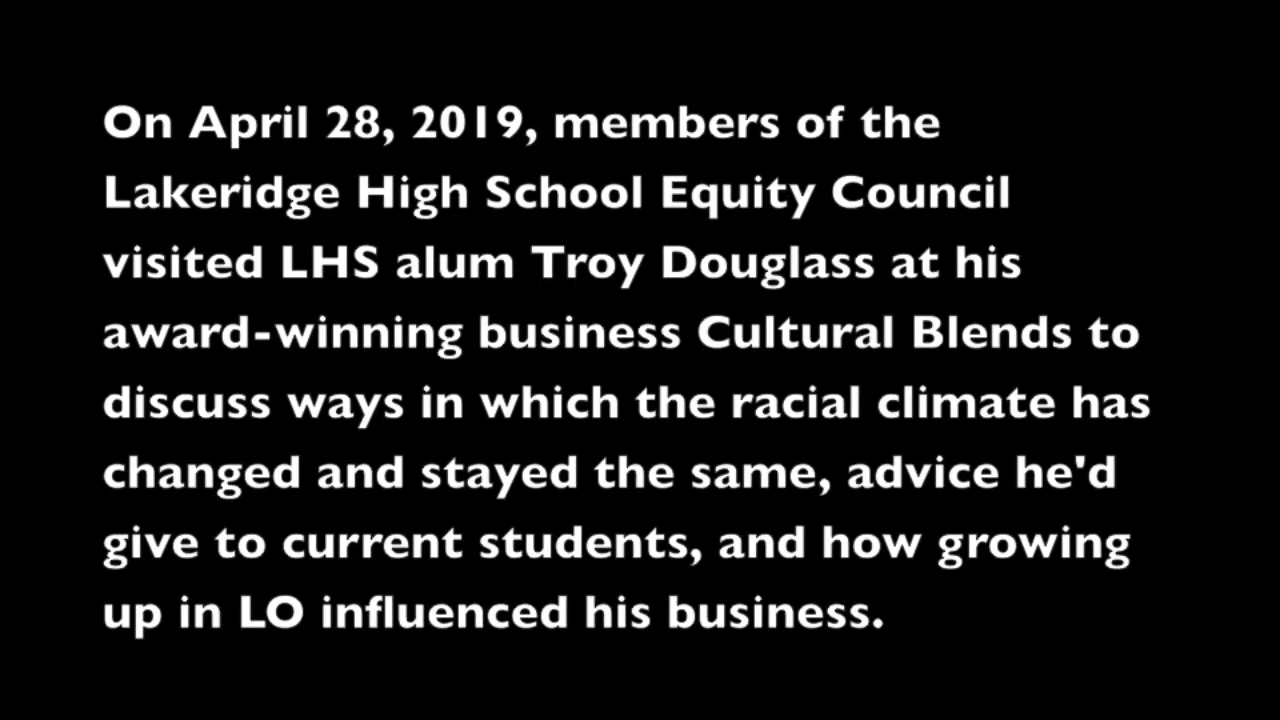 On April 28, 2019, members of the
Lakeridge High School Equity Council
visited LHS alum Troy Douglass at his
award-winning business Cultural Blends to
discuss ways in which the racial climate has
changed and stayed the same, advice he'd
give to current students, and how growing
up in LO influenced his business.